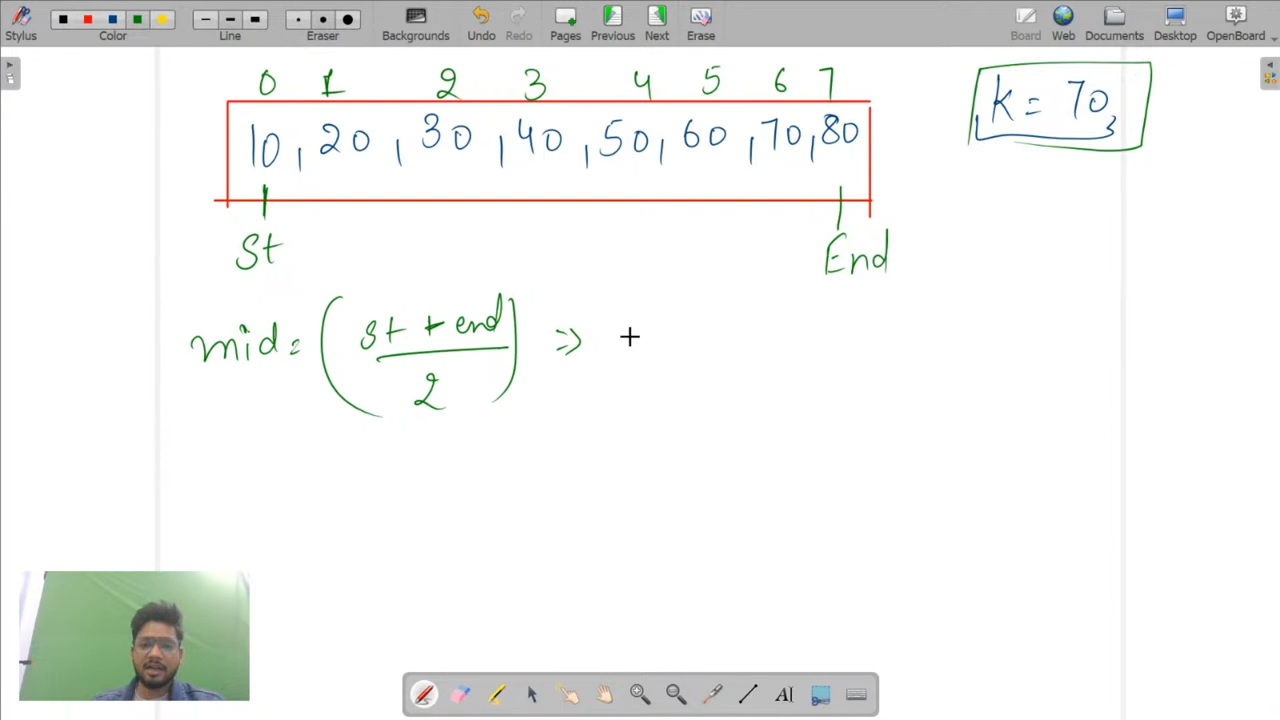 Stylus Color Line Eraser Backgrounds Undo Redo Pages Previous Next Erase Board Web Documents Desktop OpenBoard
0 1 2 3 4 5 6 7
10, 20, 30, 40, 50, 60, 70, 80
k = 70
St End
mid = (st + end / 2) ⇒
AI